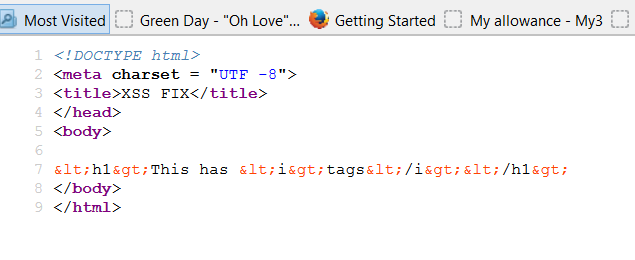 Most Visited Green Day - "Oh Love"... Getting Started My allowance - My3
1 <!DOCTYPE html>
2 <meta charset = "UTF -8">
3 <title>XSS FIX</title>
4 </head>
5 <body>
6
7 &lt;h1&gt;This has &lt;i&gt;tags&lt;/i&gt;&lt;/h1&gt;
8 </body>
9 </html>